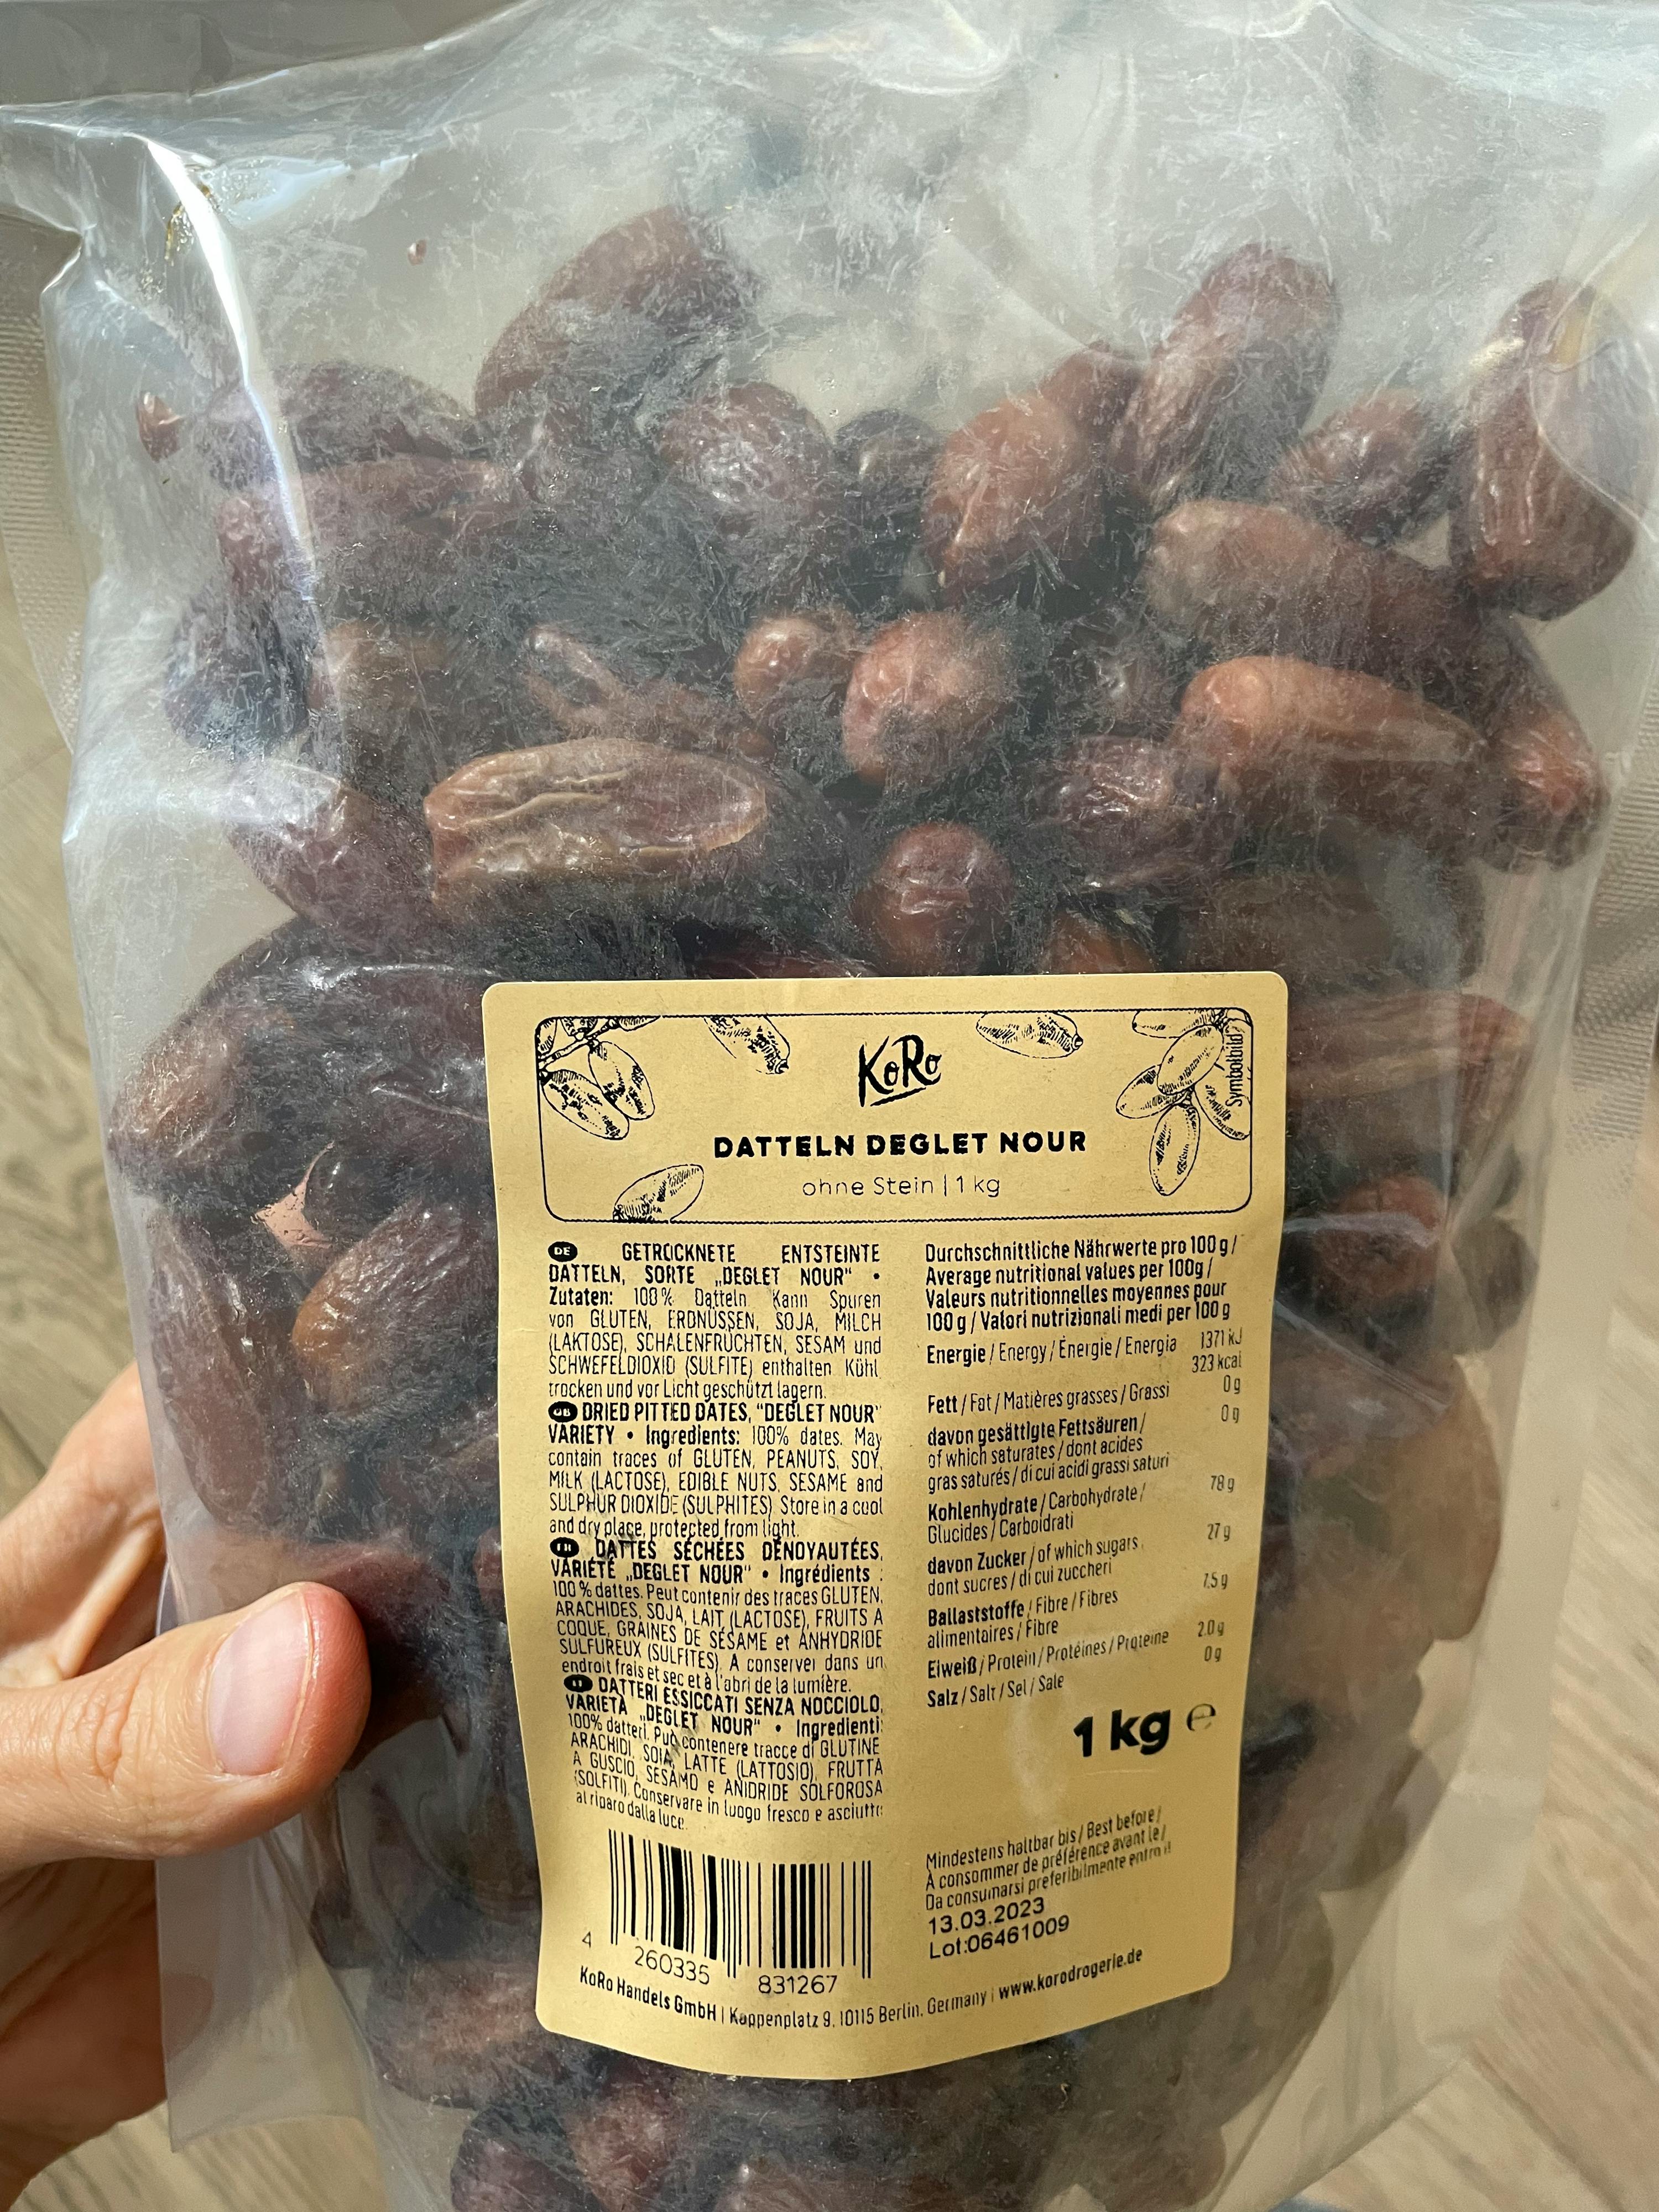 KoRo
Symbolbild
DATTELN DEGLET NOUR
ohne Stein | 1 kg
DE GETROCKNETE ENTSTEINTE
DATTELN, SORTE „DEGLET NOUR" •
Zutaten: 100 % Datteln. Kann Spuren
von GLUTEN, ERDNÜSSEN, SOJA, MILCH
(LAKTOSE), SCHALENFRÜCHTEN, SESAM und
SCHWEFELDIOXID (SULFITE) enthalten. Kühl,
trocken und vor Licht geschützt lagern.
GB DRIED PITTED DATES, "DEGLET NOUR"
VARIETY • Ingredients: 100% dates. May
contain traces of GLUTEN, PEANUTS, SOY,
MILK (LACTOSE), EDIBLE NUTS, SESAME and
SULPHUR DIOXIDE (SULPHITES). Store in a cool
and dry place, protected from light.
DATTES SÉCHÉES DÉNOYAUTÉES,
VARIÉTÉ „DEGLET NOUR" • Ingrédients :
100 % dattes. Peut contenir des traces GLUTEN,
ARACHIDES, SOJA, LAIT (LACTOSE), FRUITS A
COQUE, GRAINES DE SÉSAME et ANHYDRIDE
SULFUREUX (SULFITES). A conserver dans un
endroit frais et sec et à l'abri de la lumière.
IT DATTERI ESSICCATI SENZA NOCCIOLO,
VARIETÀ „DEGLET NOUR" • Ingredienti:
100% datteri. Può contenere tracce di GLUTINE
ARACHIDI, SOIA, LATTE (LATTOSIO), FRUTTA
A GUSCIO, SESAMO e ANIDRIDE SOLFOROSA
(SOLFITI). Conservare in luogo fresco e asciutto
al riparo dalla luce.
4 260335 831267
Durchschnittliche Nährwerte pro 100 g /
Average nutritional values per 100g /
Valeurs nutritionnelles moyennes pour
100 g / Valori nutrizionali medi per 100 g
Energie / Energy / Énergie / Energia 1371 kJ
323 kcal
Fett / Fat / Matières grasses / Grassi 0 g
davon gesättigte Fettsäuren / 0 g
of which saturates / dont acides
gras saturés / di cui acidi grassi saturi
Kohlenhydrate / Carbohydrate / 78 g
Glucides / Carboidrati
davon Zucker / of which sugars 27 g
dont sucres / di cui zuccheri
Ballaststoffe / Fibre / Fibres 7.5 g
alimentaires / Fibre
Eiweiß / Protein / Protéines / Proteine 2.0 g
Salz / Salt / Sel / Sale 0 g
1 kg ℮
Mindestens haltbar bis / Best before /
À consommer de préférence avant le /
Da consumarsi preferibilmente entro il
13.03.2023
Lot:06461009
KoRo Handels GmbH | Koppenplatz 9, 10115 Berlin, Germany | www.korodrogerie.de